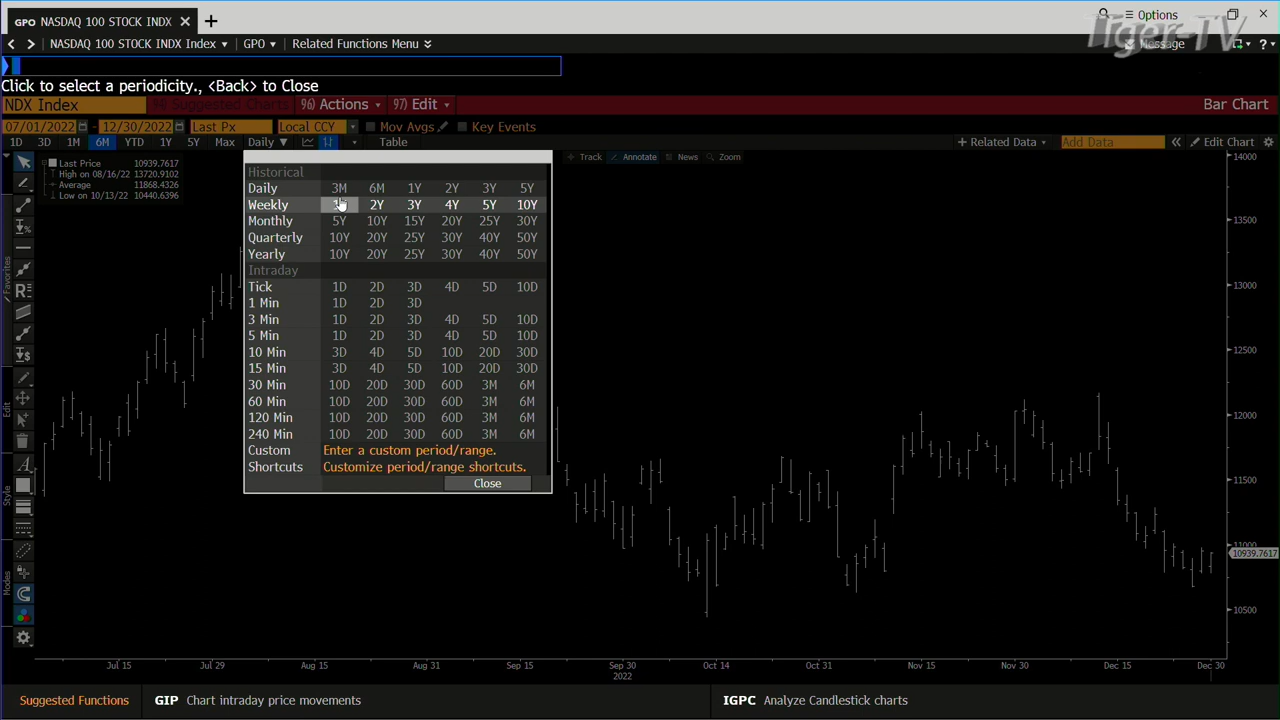 GPO NASDAQ 100 STOCK INDX
Options
NASDAQ 100 STOCK INDX Index GPO Related Functions Menu
Message
Tiger-TV
Click to select a periodicity., <Back> to Close
NDX Index 94) Suggested Charts 96) Actions 97) Edit Bar Chart
07/01/2022 - 12/30/2022 Last Px Local CCY Mov Avgs Key Events
1D 3D 1M 6M YTD 1Y 5Y Max Daily Table + Related Data Add Data Edit Chart
Track Annotate News Zoom
Last Price 10939.7617
High on 08/16/22 13720.9102
Average 11868.4326
Low on 10/13/22 10440.6396
Historical
Daily 3M 6M 1Y 2Y 3Y 5Y
Weekly 2Y 3Y 4Y 5Y 10Y
Monthly 5Y 10Y 15Y 20Y 25Y 30Y
Quarterly 10Y 20Y 25Y 30Y 40Y 50Y
Yearly 10Y 20Y 25Y 30Y 40Y 50Y
Intraday
Tick 1D 2D 3D 4D 5D 10D
1 Min 1D 2D 3D
3 Min 1D 2D 3D 4D 5D 10D
5 Min 1D 2D 3D 4D 5D 10D
10 Min 3D 4D 5D 10D 20D 30D
15 Min 3D 4D 5D 10D 20D 30D
30 Min 10D 20D 30D 60D 3M 6M
60 Min 10D 20D 30D 60D 3M 6M
120 Min 10D 20D 30D 60D 3M 6M
240 Min 10D 20D 30D 60D 3M 6M
Custom Enter a custom period/range.
Shortcuts Customize period/range shortcuts.
Close
Favorites
Edit
Style
Modes
14000
13500
13000
12500
12000
11500
11000
10939.7617
10500
Jul 15 Jul 29 Aug 15 Aug 31 Sep 15 Sep 30 Oct 14 Oct 31 Nov 15 Nov 30 Dec 15 Dec 30
2022
Suggested Functions GIP Chart intraday price movements IGPC Analyze Candlestick charts